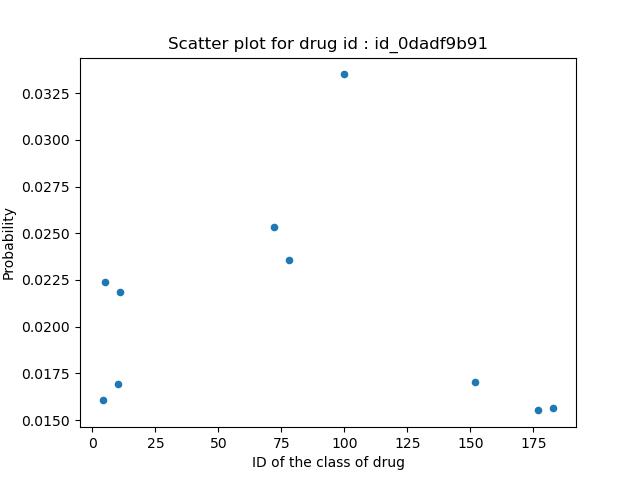 Scatter plot for drug id : id_0dadf9b91
0.0325
0.0300
0.0275
0.0250
0.0225
0.0200
0.0175
0.0150
Probability
0 25 50 75 100 125 150 175
ID of the class of drug